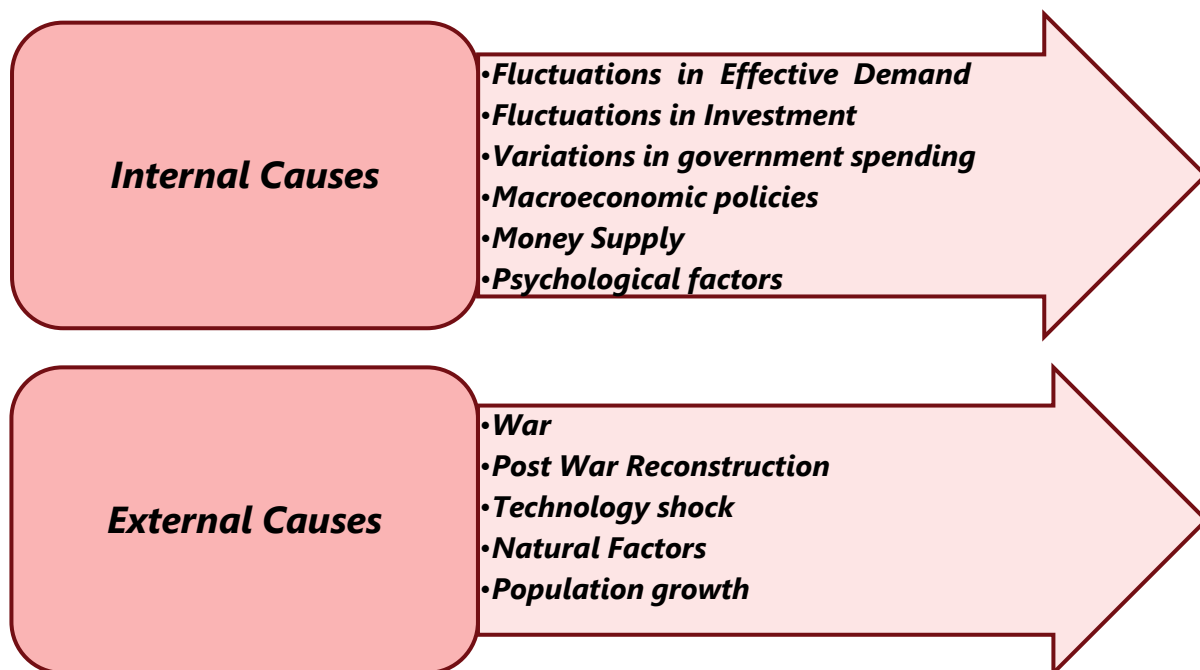 Internal Causes
•Fluctuations in Effective Demand
•Fluctuations in Investment
•Variations in government spending
•Macroeconomic policies
•Money Supply
•Psychological factors
External Causes
•War
•Post War Reconstruction
•Technology shock
•Natural Factors
•Population growth